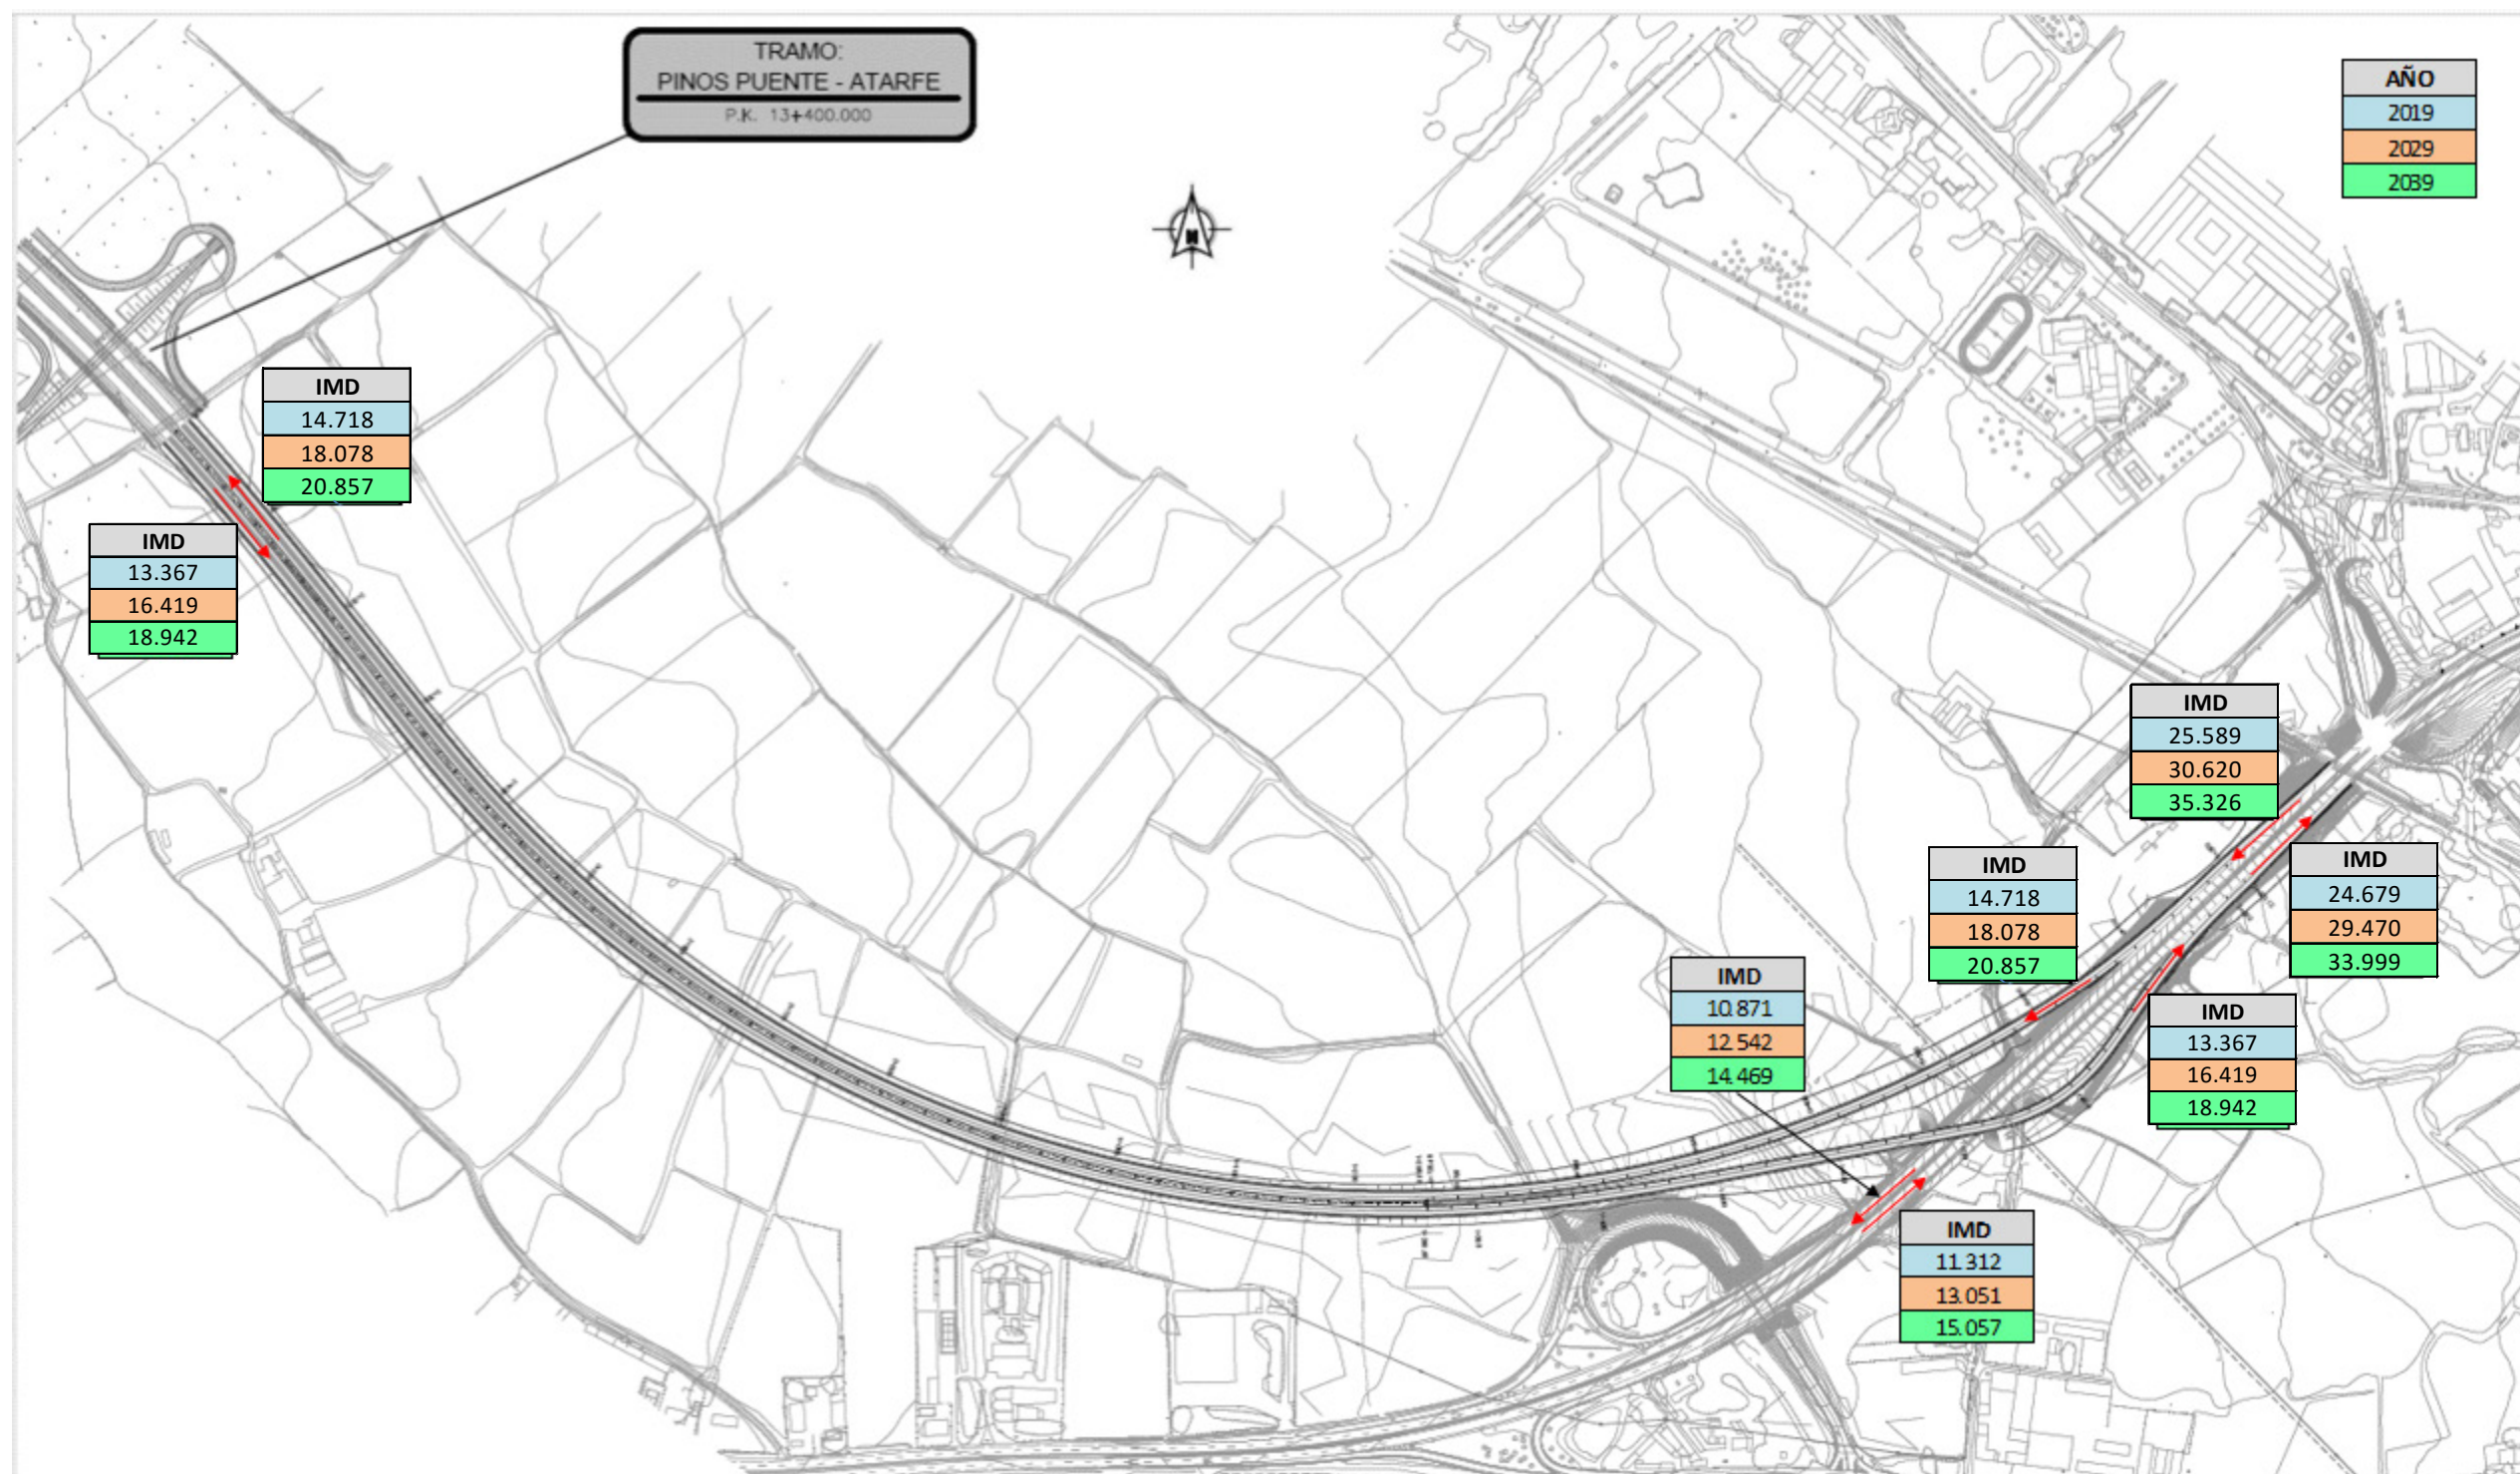 TRAMO:
PINOS PUENTE - ATARFE
P.K. 13+400.000
AÑO
2019
2029
2039
N
IMD
14.718
18.078
20.857
IMD
13.367
16.419
18.942
IMD
25.589
30.620
35.326
IMD
24.679
29.470
33.999
IMD
14.718
18.078
20.857
IMD
10.871
12.542
14.469
IMD
13.367
16.419
18.942
IMD
11.312
13.051
15.057